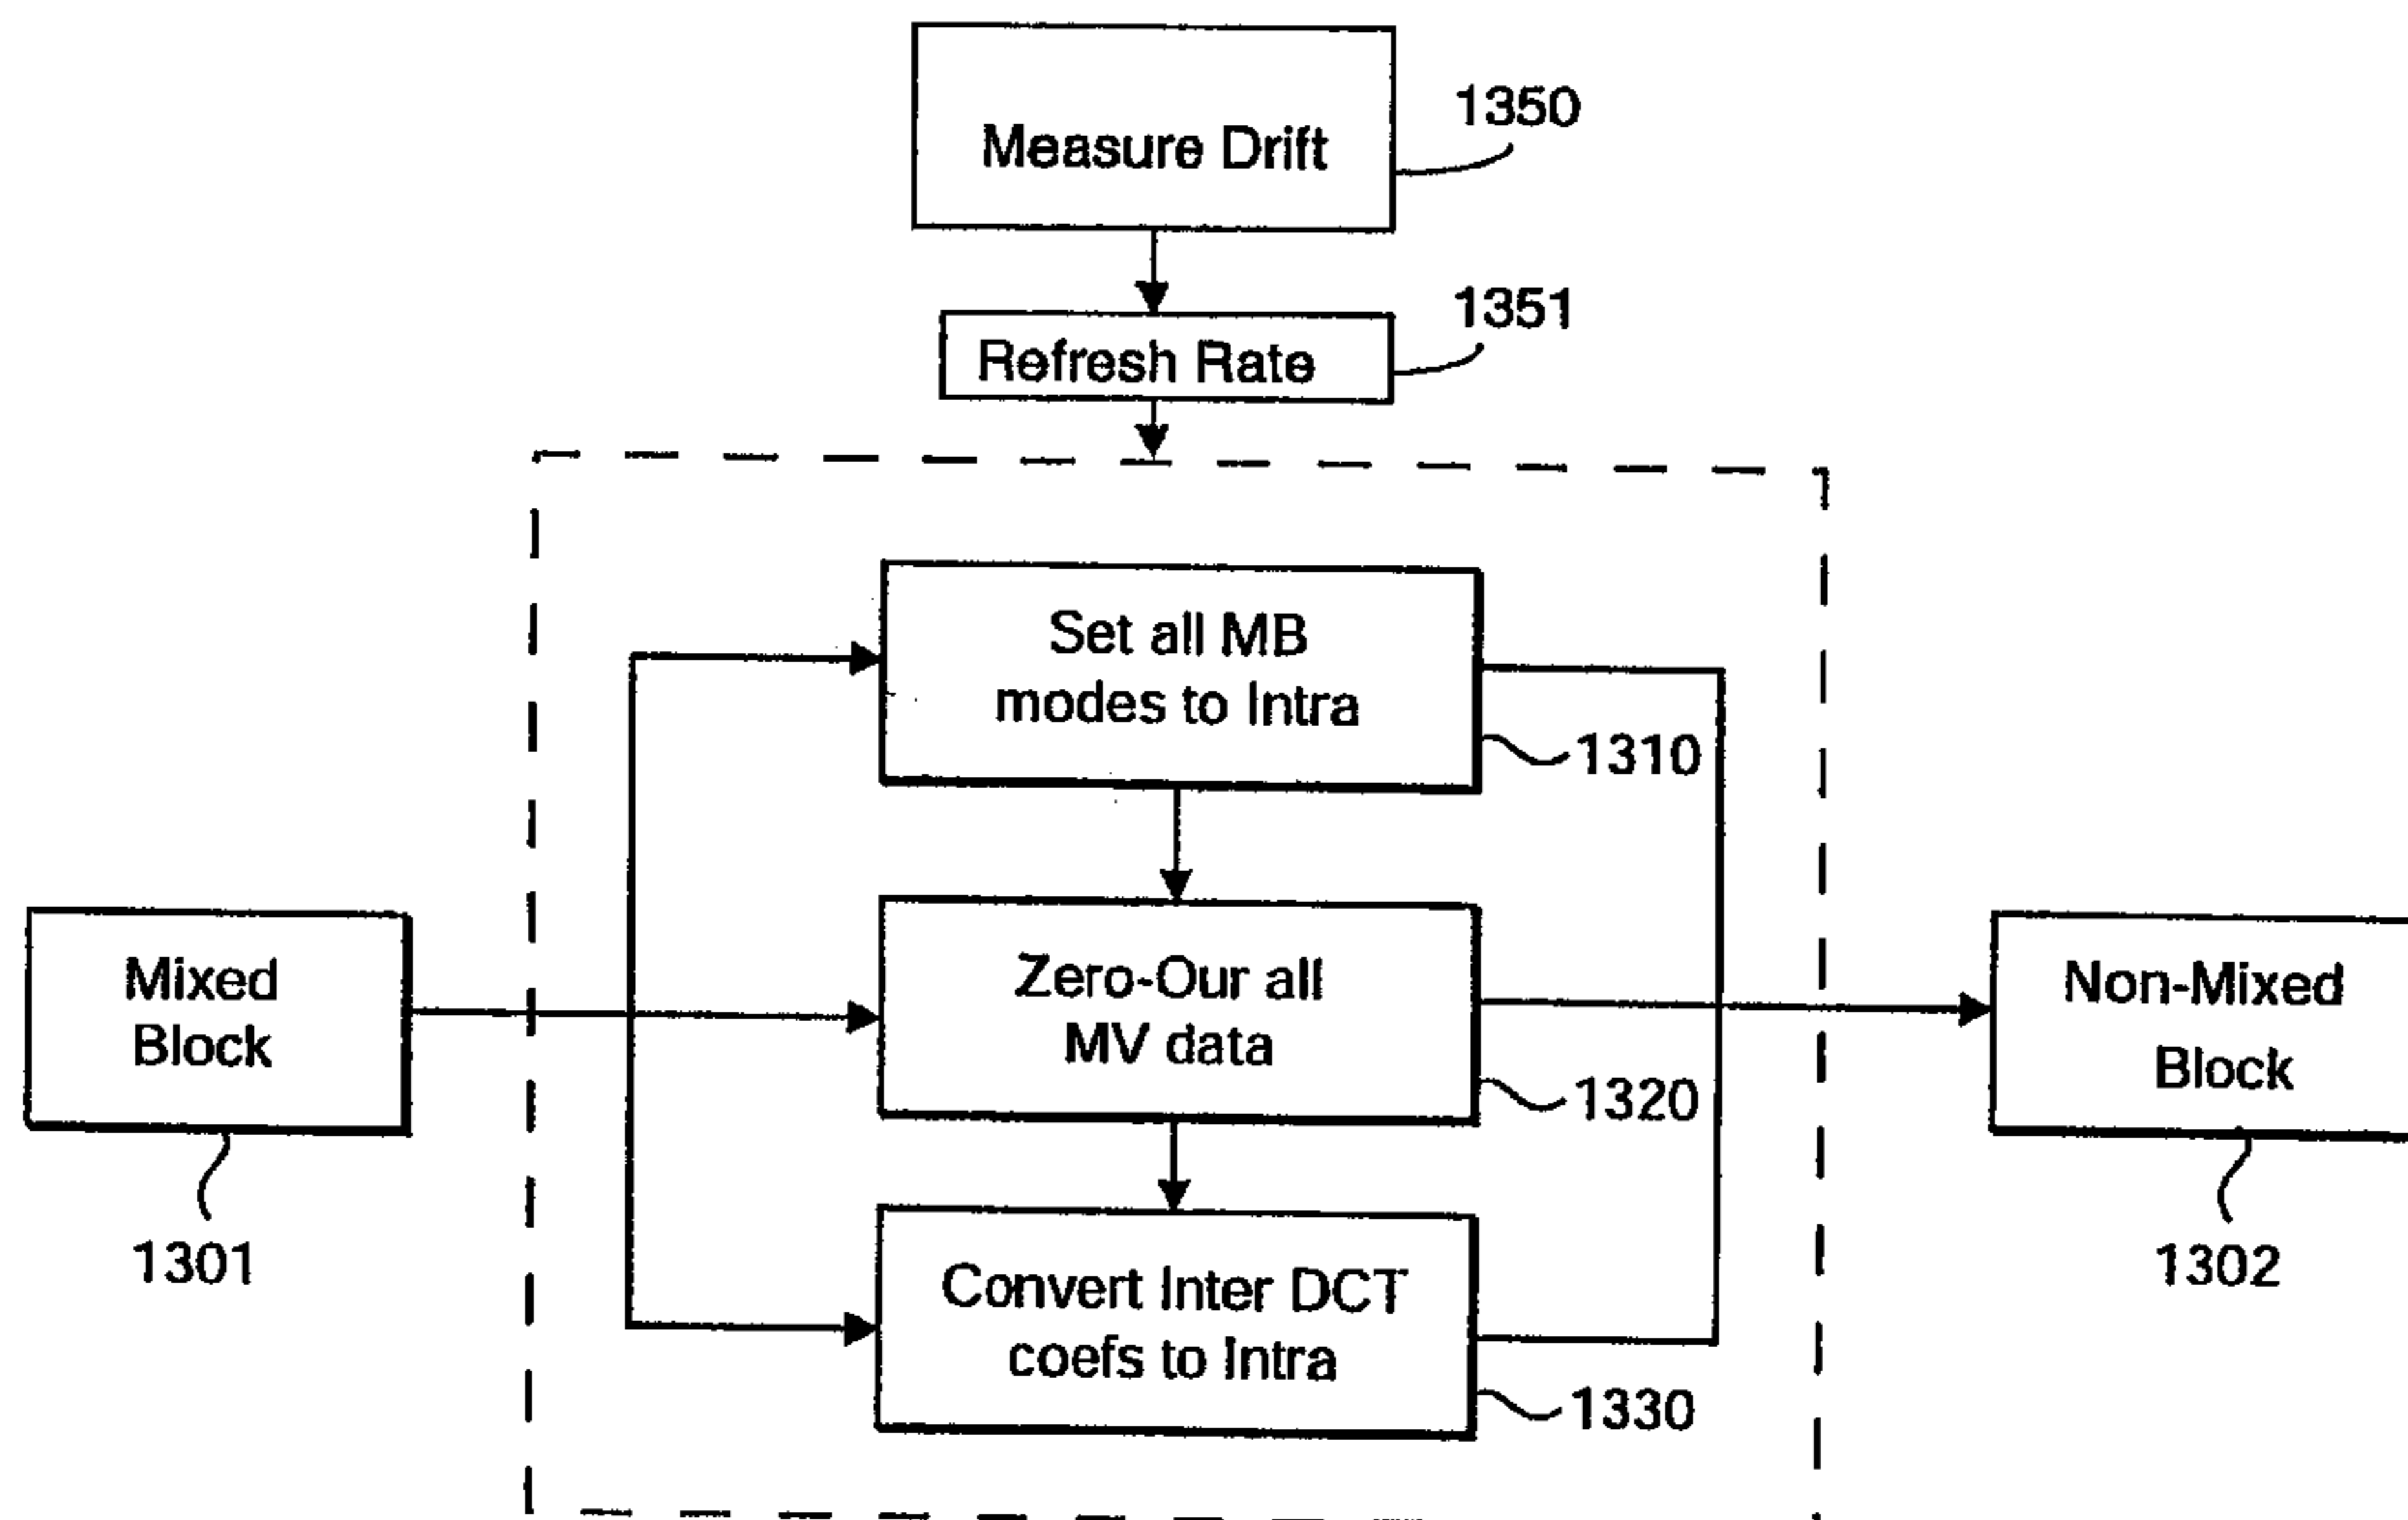 Measure Drift
1350
Refresh Rate
1351
Set all MB
modes to Intra
1310
Mixed
Block
1301
Zero-Our all
MV data
1320
Non-Mixed
Block
1302
Convert Inter DCT
coefs to Intra
1330